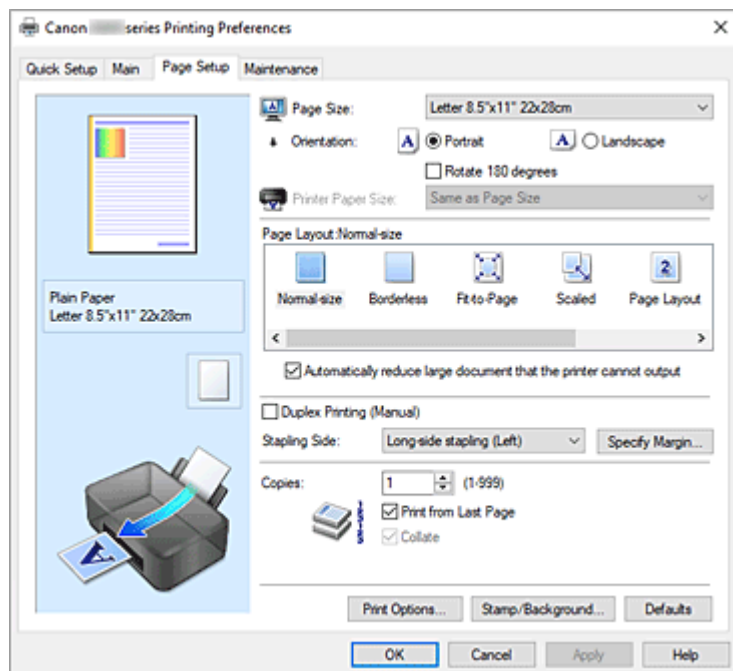 Canon series Printing Preferences
Quick Setup Main Page Setup Maintenance
Page Size: Letter 8.5"x11" 22x28cm
Orientation: A Portrait A Landscape
Rotate 180 degrees
Printer Paper Size: Same as Page Size
Page Layout:Normal-size
Normal-size Borderless Fit-to-Page Scaled Page Layout
2
Plain Paper
Letter 8.5"x11" 22x28cm
Automatically reduce large document that the printer cannot output
Duplex Printing (Manual)
Stapling Side: Long-side stapling (Left) Specify Margin...
Copies: 1 (1-999)
Print from Last Page
Collate
A
Print Options... Stamp/Background... Defaults
OK Cancel Apply Help